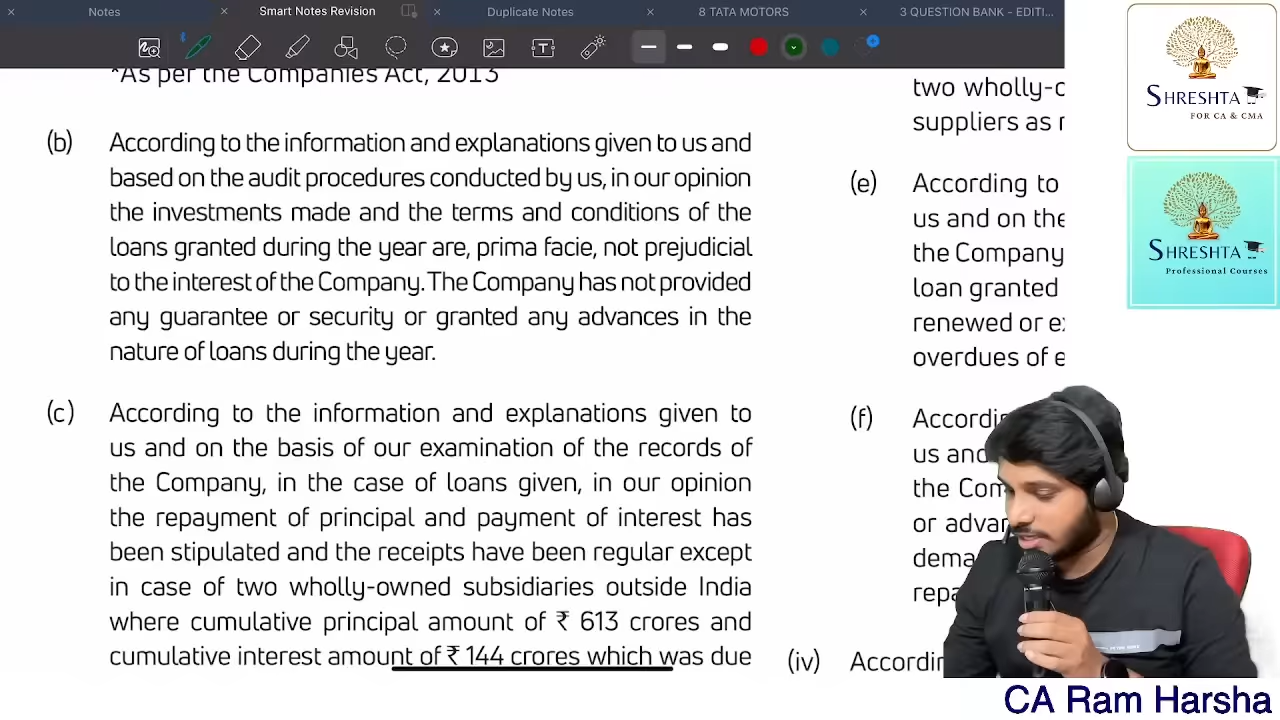 Notes
Smart Notes Revision
Duplicate Notes
8 TATA MOTORS
3 QUESTION BANK - EDITI...
*As per the Companies Act, 2013
(b) According to the information and explanations given to us and
based on the audit procedures conducted by us, in our opinion
the investments made and the terms and conditions of the
loans granted during the year are, prima facie, not prejudicial
to the interest of the Company. The Company has not provided
any guarantee or security or granted any advances in the
nature of loans during the year.
(c) According to the information and explanations given to
us and on the basis of our examination of the records of
the Company, in the case of loans given, in our opinion
the repayment of principal and payment of interest has
been stipulated and the receipts have been regular except
in case of two wholly-owned subsidiaries outside India
where cumulative principal amount of ₹ 613 crores and
cumulative interest amount of ₹ 144 crores which was due
two wholly-
suppliers as
(e) According to
us and on the
the Company
loan granted
renewed or
overdues of
(f)
us and
the
or
(iv)
SHRESHTA
FOR CA & CMA
SHRESHTA
Professional Courses
CA Ram Harsha